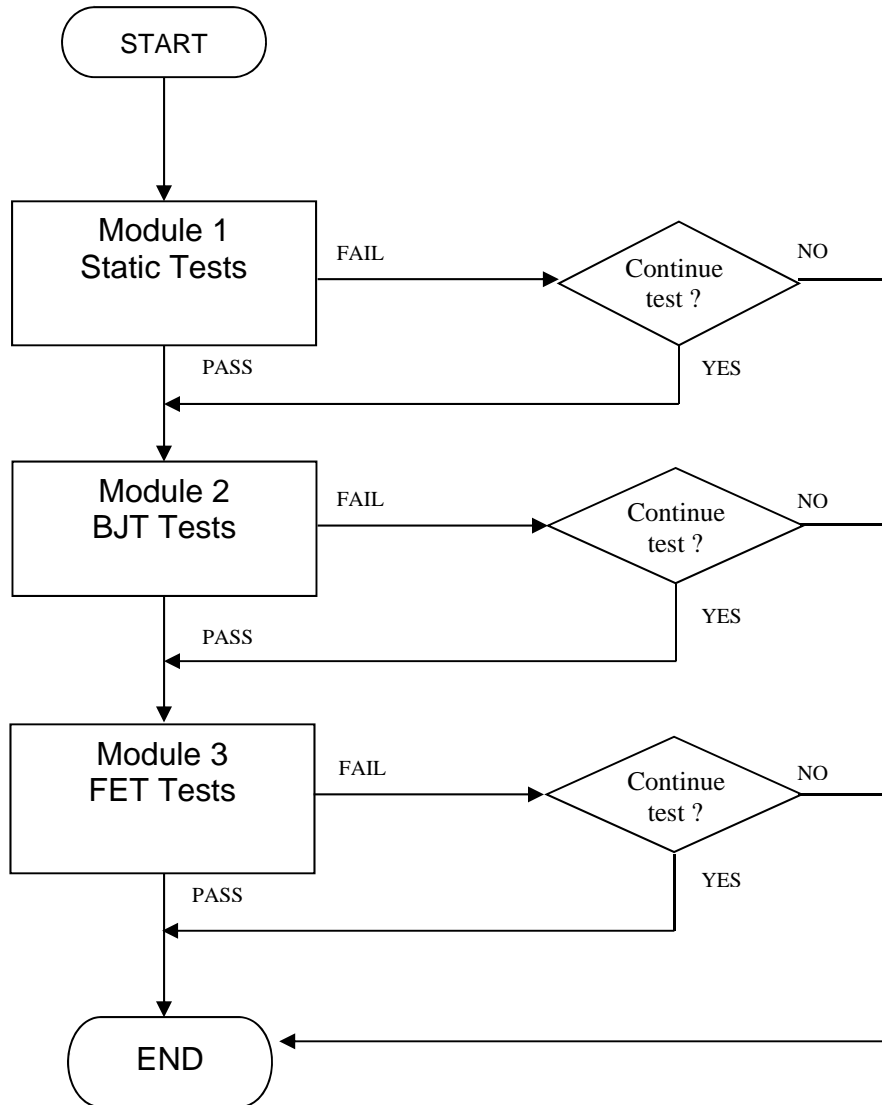 START
Module 1
Static Tests
FAIL
Continue
test ?
NO
PASS
YES
Module 2
BJT Tests
FAIL
Continue
test ?
NO
PASS
YES
Module 3
FET Tests
FAIL
Continue
test ?
NO
PASS
YES
END